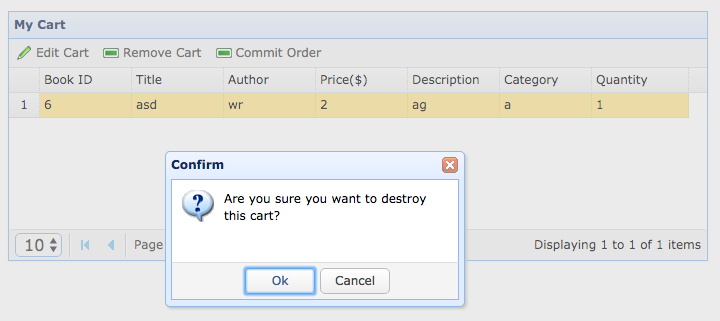 My Cart
Edit Cart Remove Cart Commit Order
Book ID Title Author Price($) Description Category Quantity
1 6 asd wr 2 ag a 1
Confirm
Are you sure you want to destroy
this cart?
Ok Cancel
10 Page Displaying 1 to 1 of 1 items